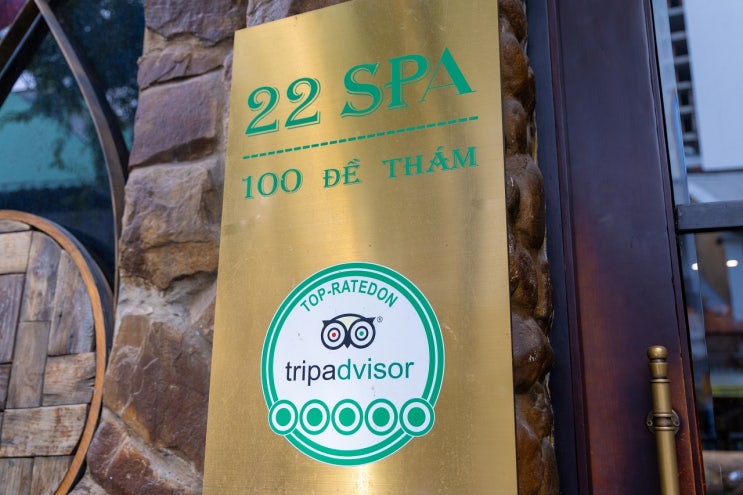 22 SPA
100 ĐỀ THÁM
TOP-RATEDON
tripadvisor®